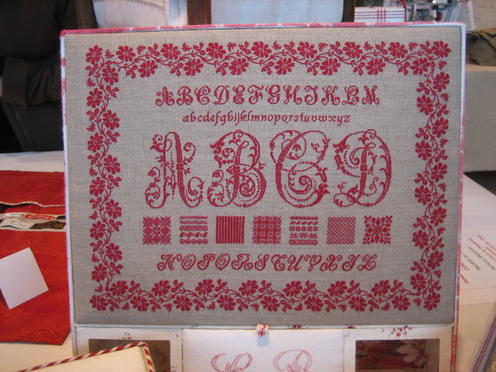 ABCDEFGHIJKLM
abcdefghijklmnopqrstuvwxyz
ABCD
NOPQRSTUVWXYZ